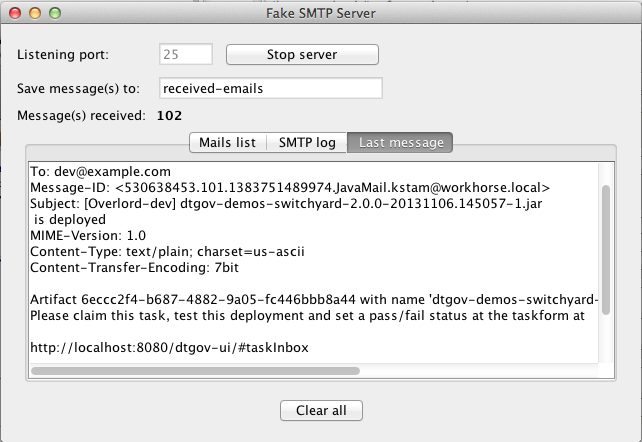 Fake SMTP Server
Listening port: 25 Stop server
Save message(s) to: received-emails
Message(s) received: 102
Mails list SMTP log Last message
To: dev@example.com
Message-ID: <530638453.101.1383751489974.JavaMail.kstam@workhorse.local>
Subject: [Overlord-dev] dtgov-demos-switchyard-2.0.0-20131106.145057-1.jar
is deployed
MIME-Version: 1.0
Content-Type: text/plain; charset=us-ascii
Content-Transfer-Encoding: 7bit
Artifact 6eccc2f4-b687-4882-9a05-fc446bbb8a44 with name 'dtgov-demos-switchyard-
Please claim this task, test this deployment and set a pass/fail status at the taskform at
http://localhost:8080/dtgov-ui/#taskInbox
Clear all